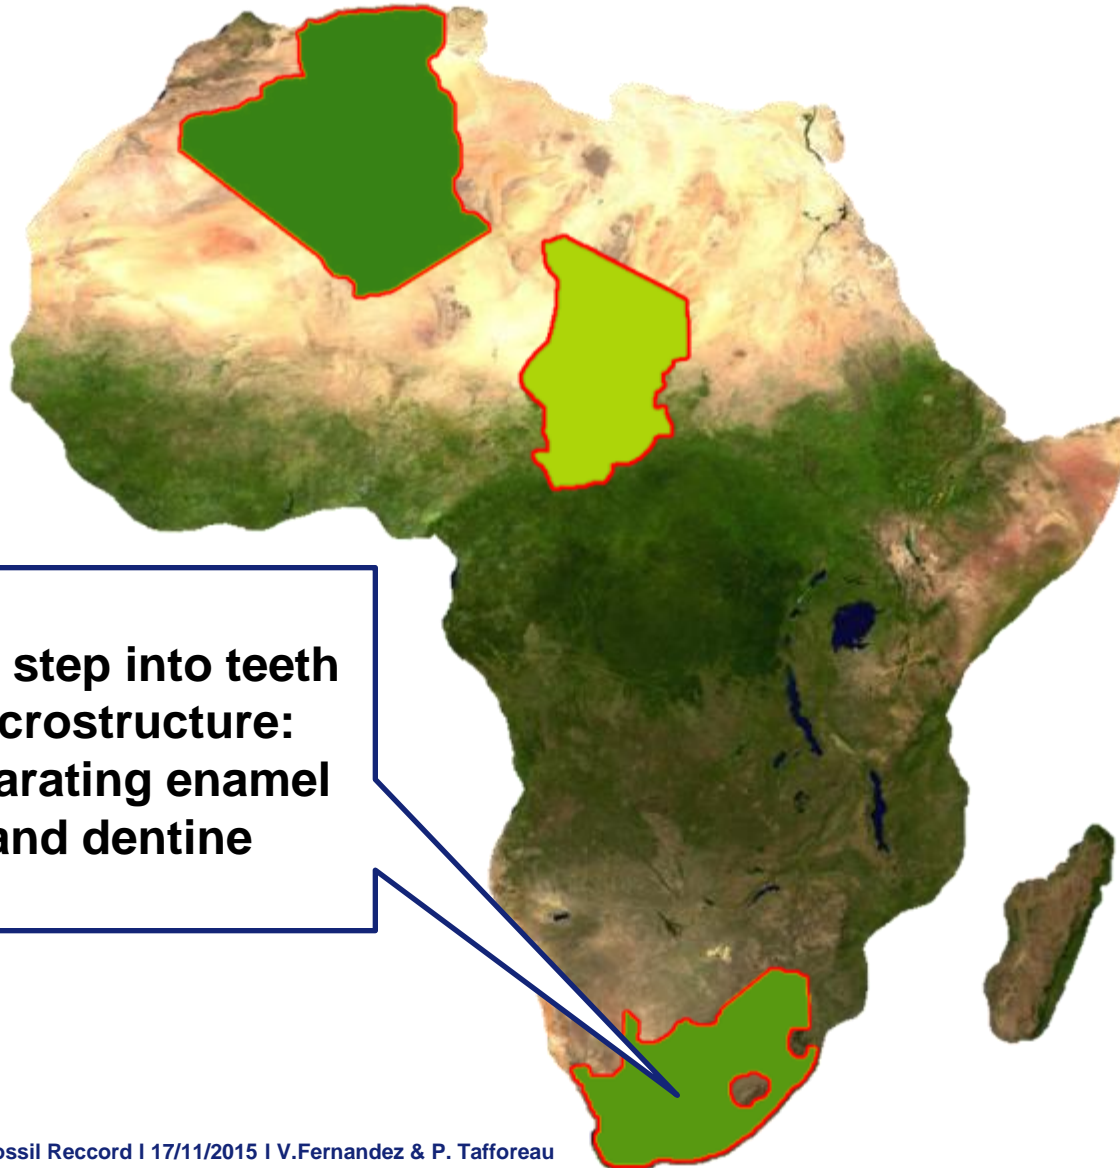 step into teeth
crostructure:
arating enamel
and dentine
ossil Reccord I 17/11/2015 I V.Fernandez & P. Tafforeau